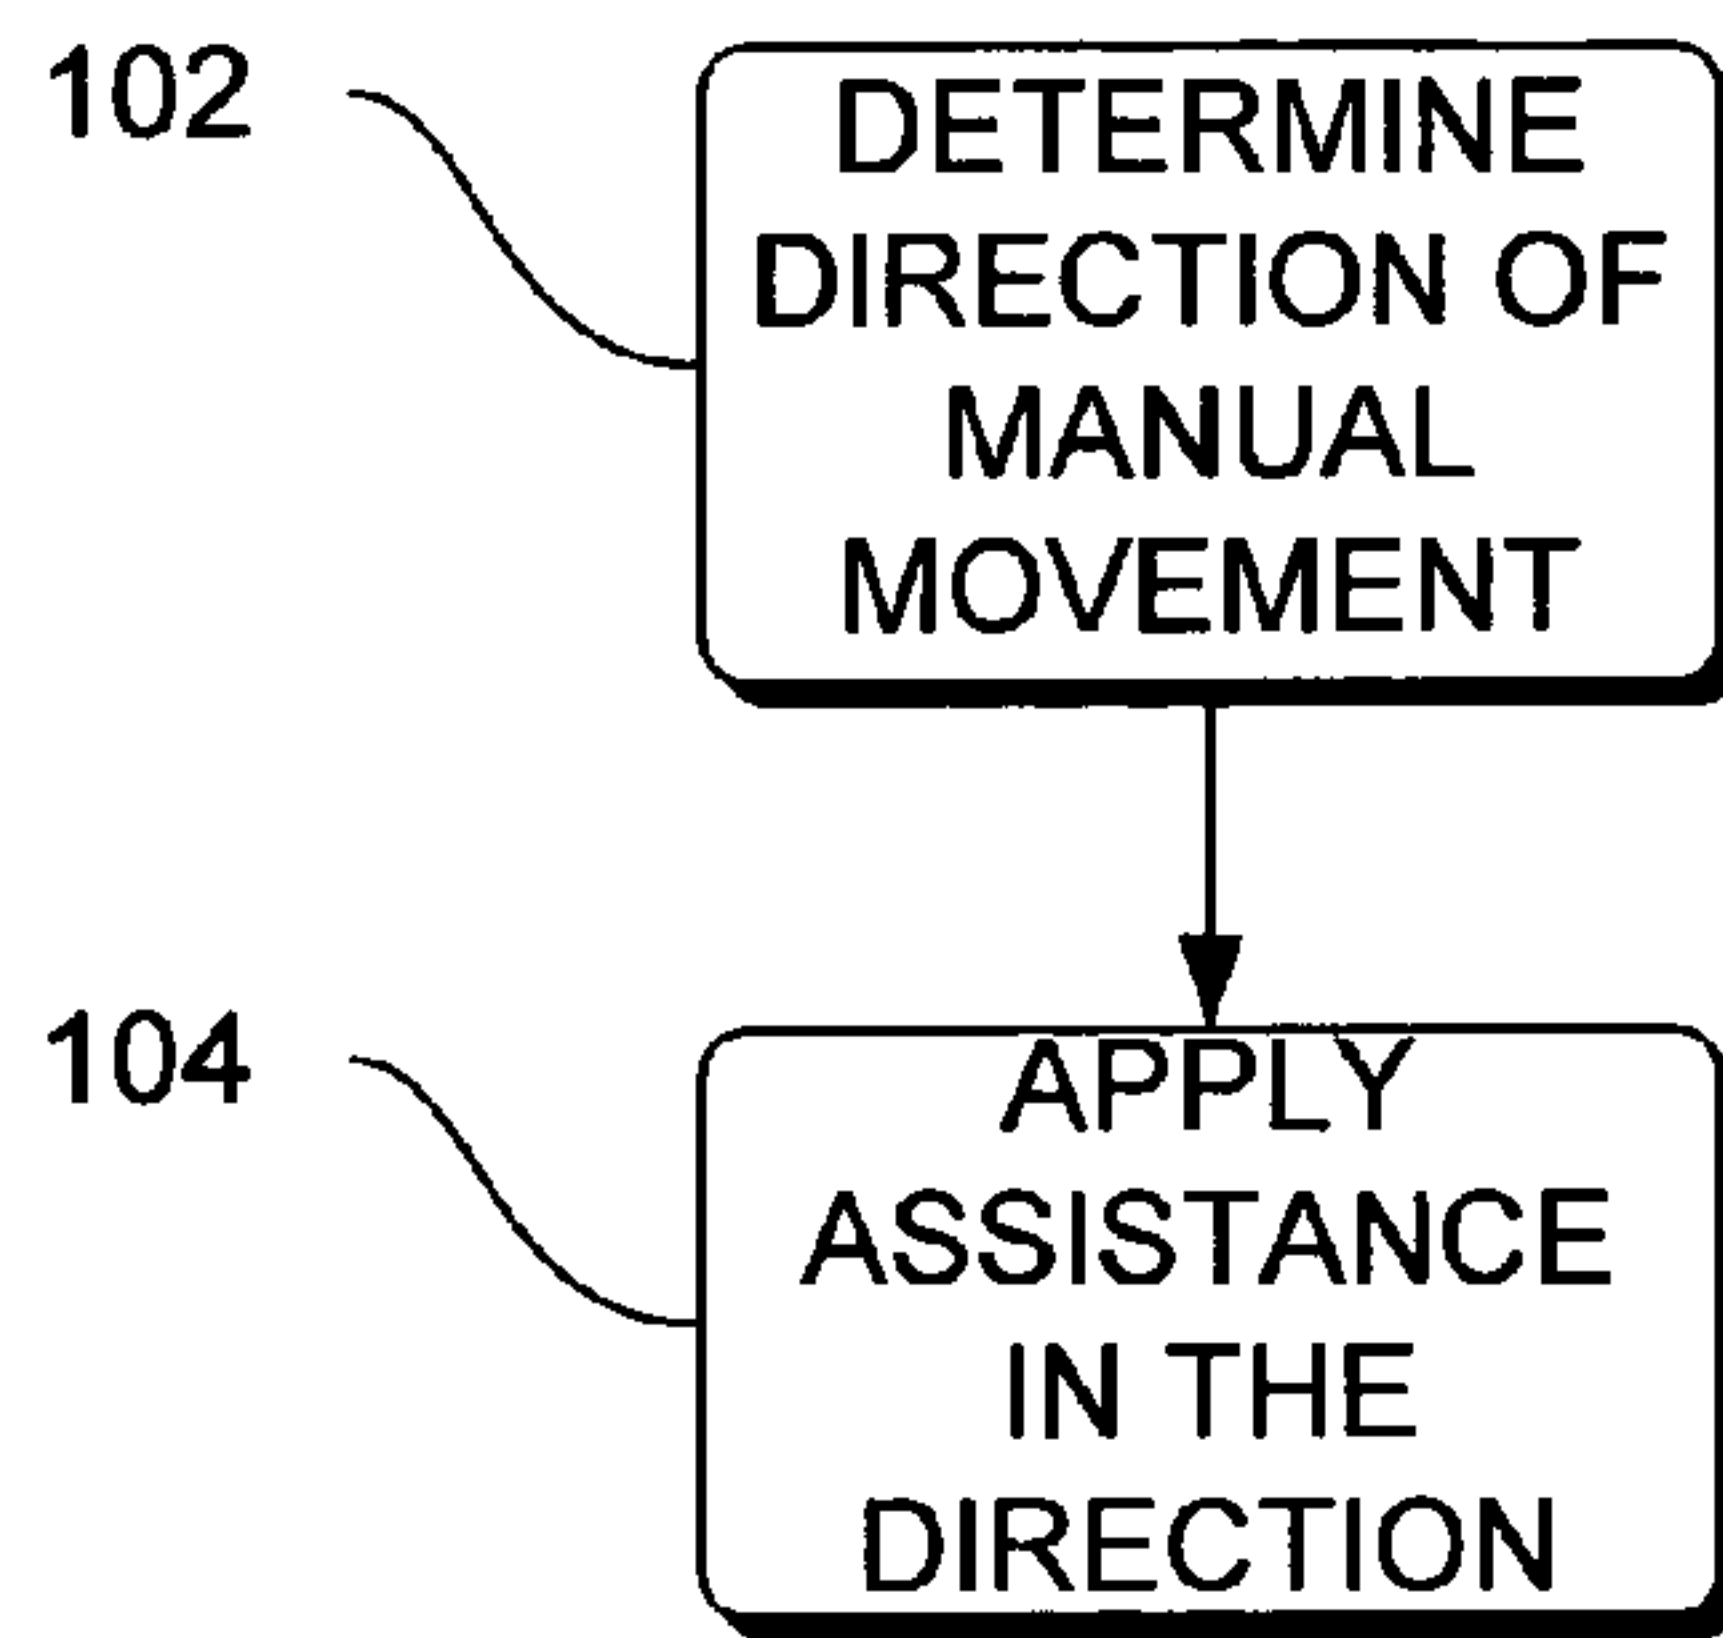 102
DETERMINE
DIRECTION OF
MANUAL
MOVEMENT
104
APPLY
ASSISTANCE
IN THE
DIRECTION